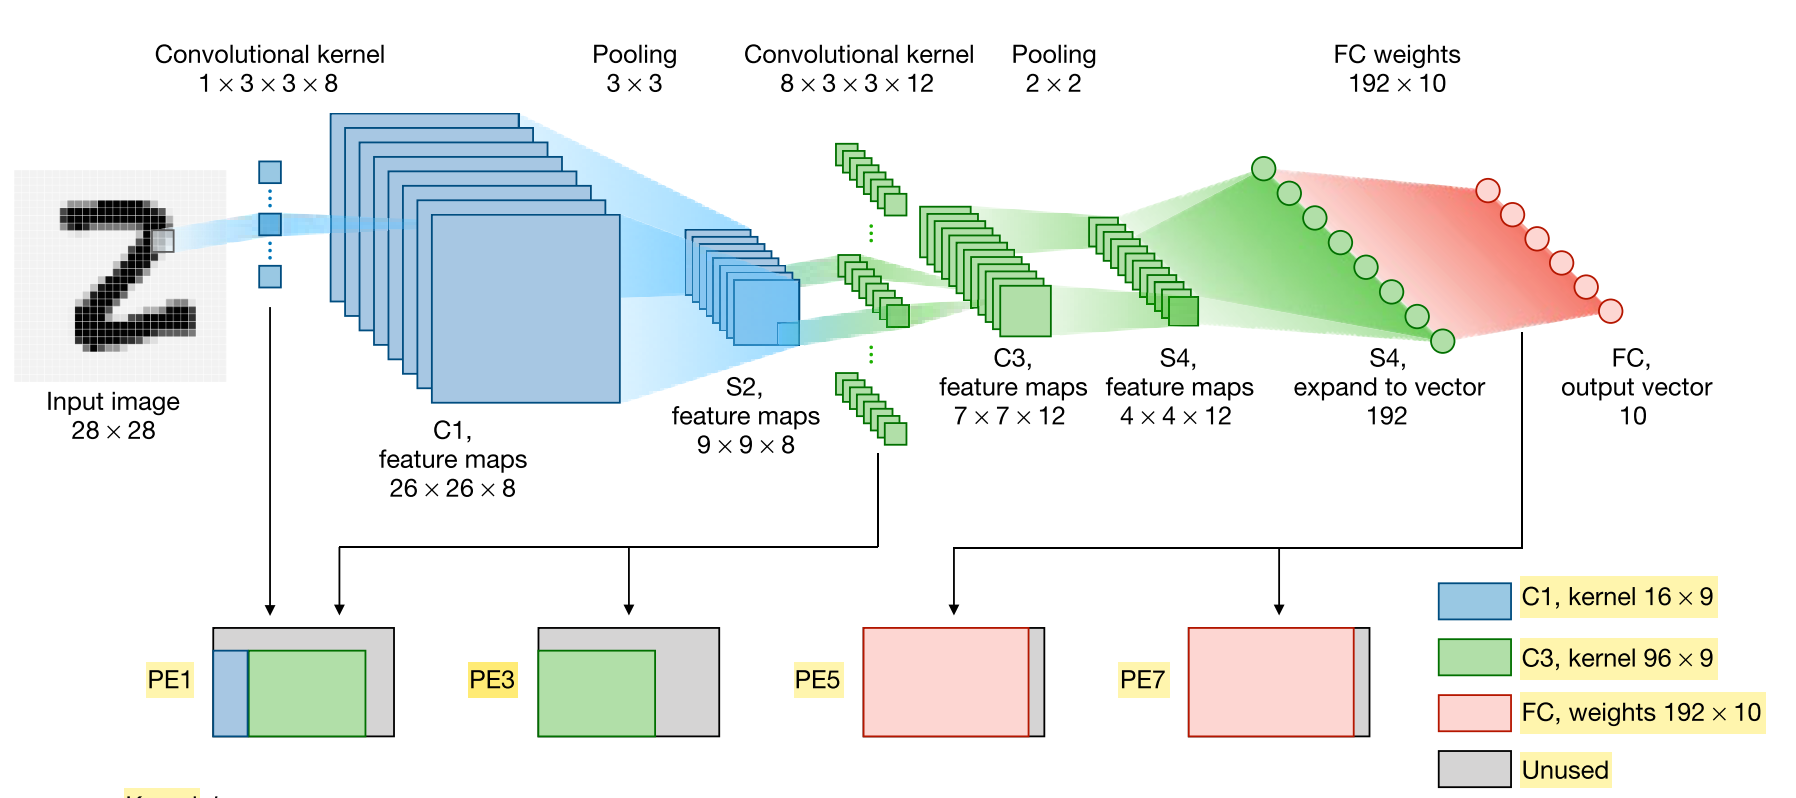 Convolutional kernel
1 × 3 × 3 × 8
Pooling
3 × 3
Convolutional kernel
8 × 3 × 3 × 12
Pooling
2 × 2
FC weights
192 × 10
Input image
28 × 28
C1,
feature maps
26 × 26 × 8
S2,
feature maps
9 × 9 × 8
C3,
feature maps
7 × 7 × 12
S4,
feature maps
4 × 4 × 12
S4,
expand to vector
192
FC,
output vector
10
PE1
PE3
PE5
PE7
C1, kernel 16 × 9
C3, kernel 96 × 9
FC, weights 192 × 10
Unused